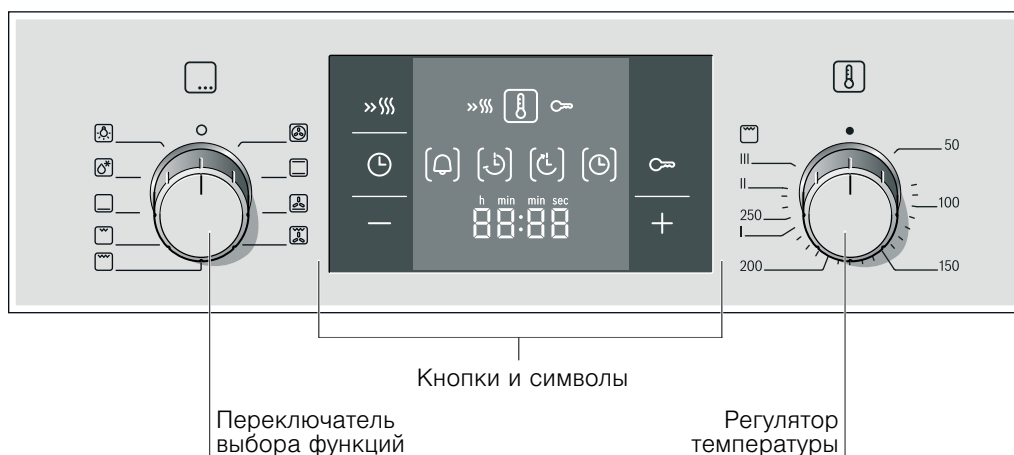 h min min sec
88:88
50
100
150
200
250
I
II
III
Кнопки и символы
Переключатель
выбора функций
Регулятор
температуры